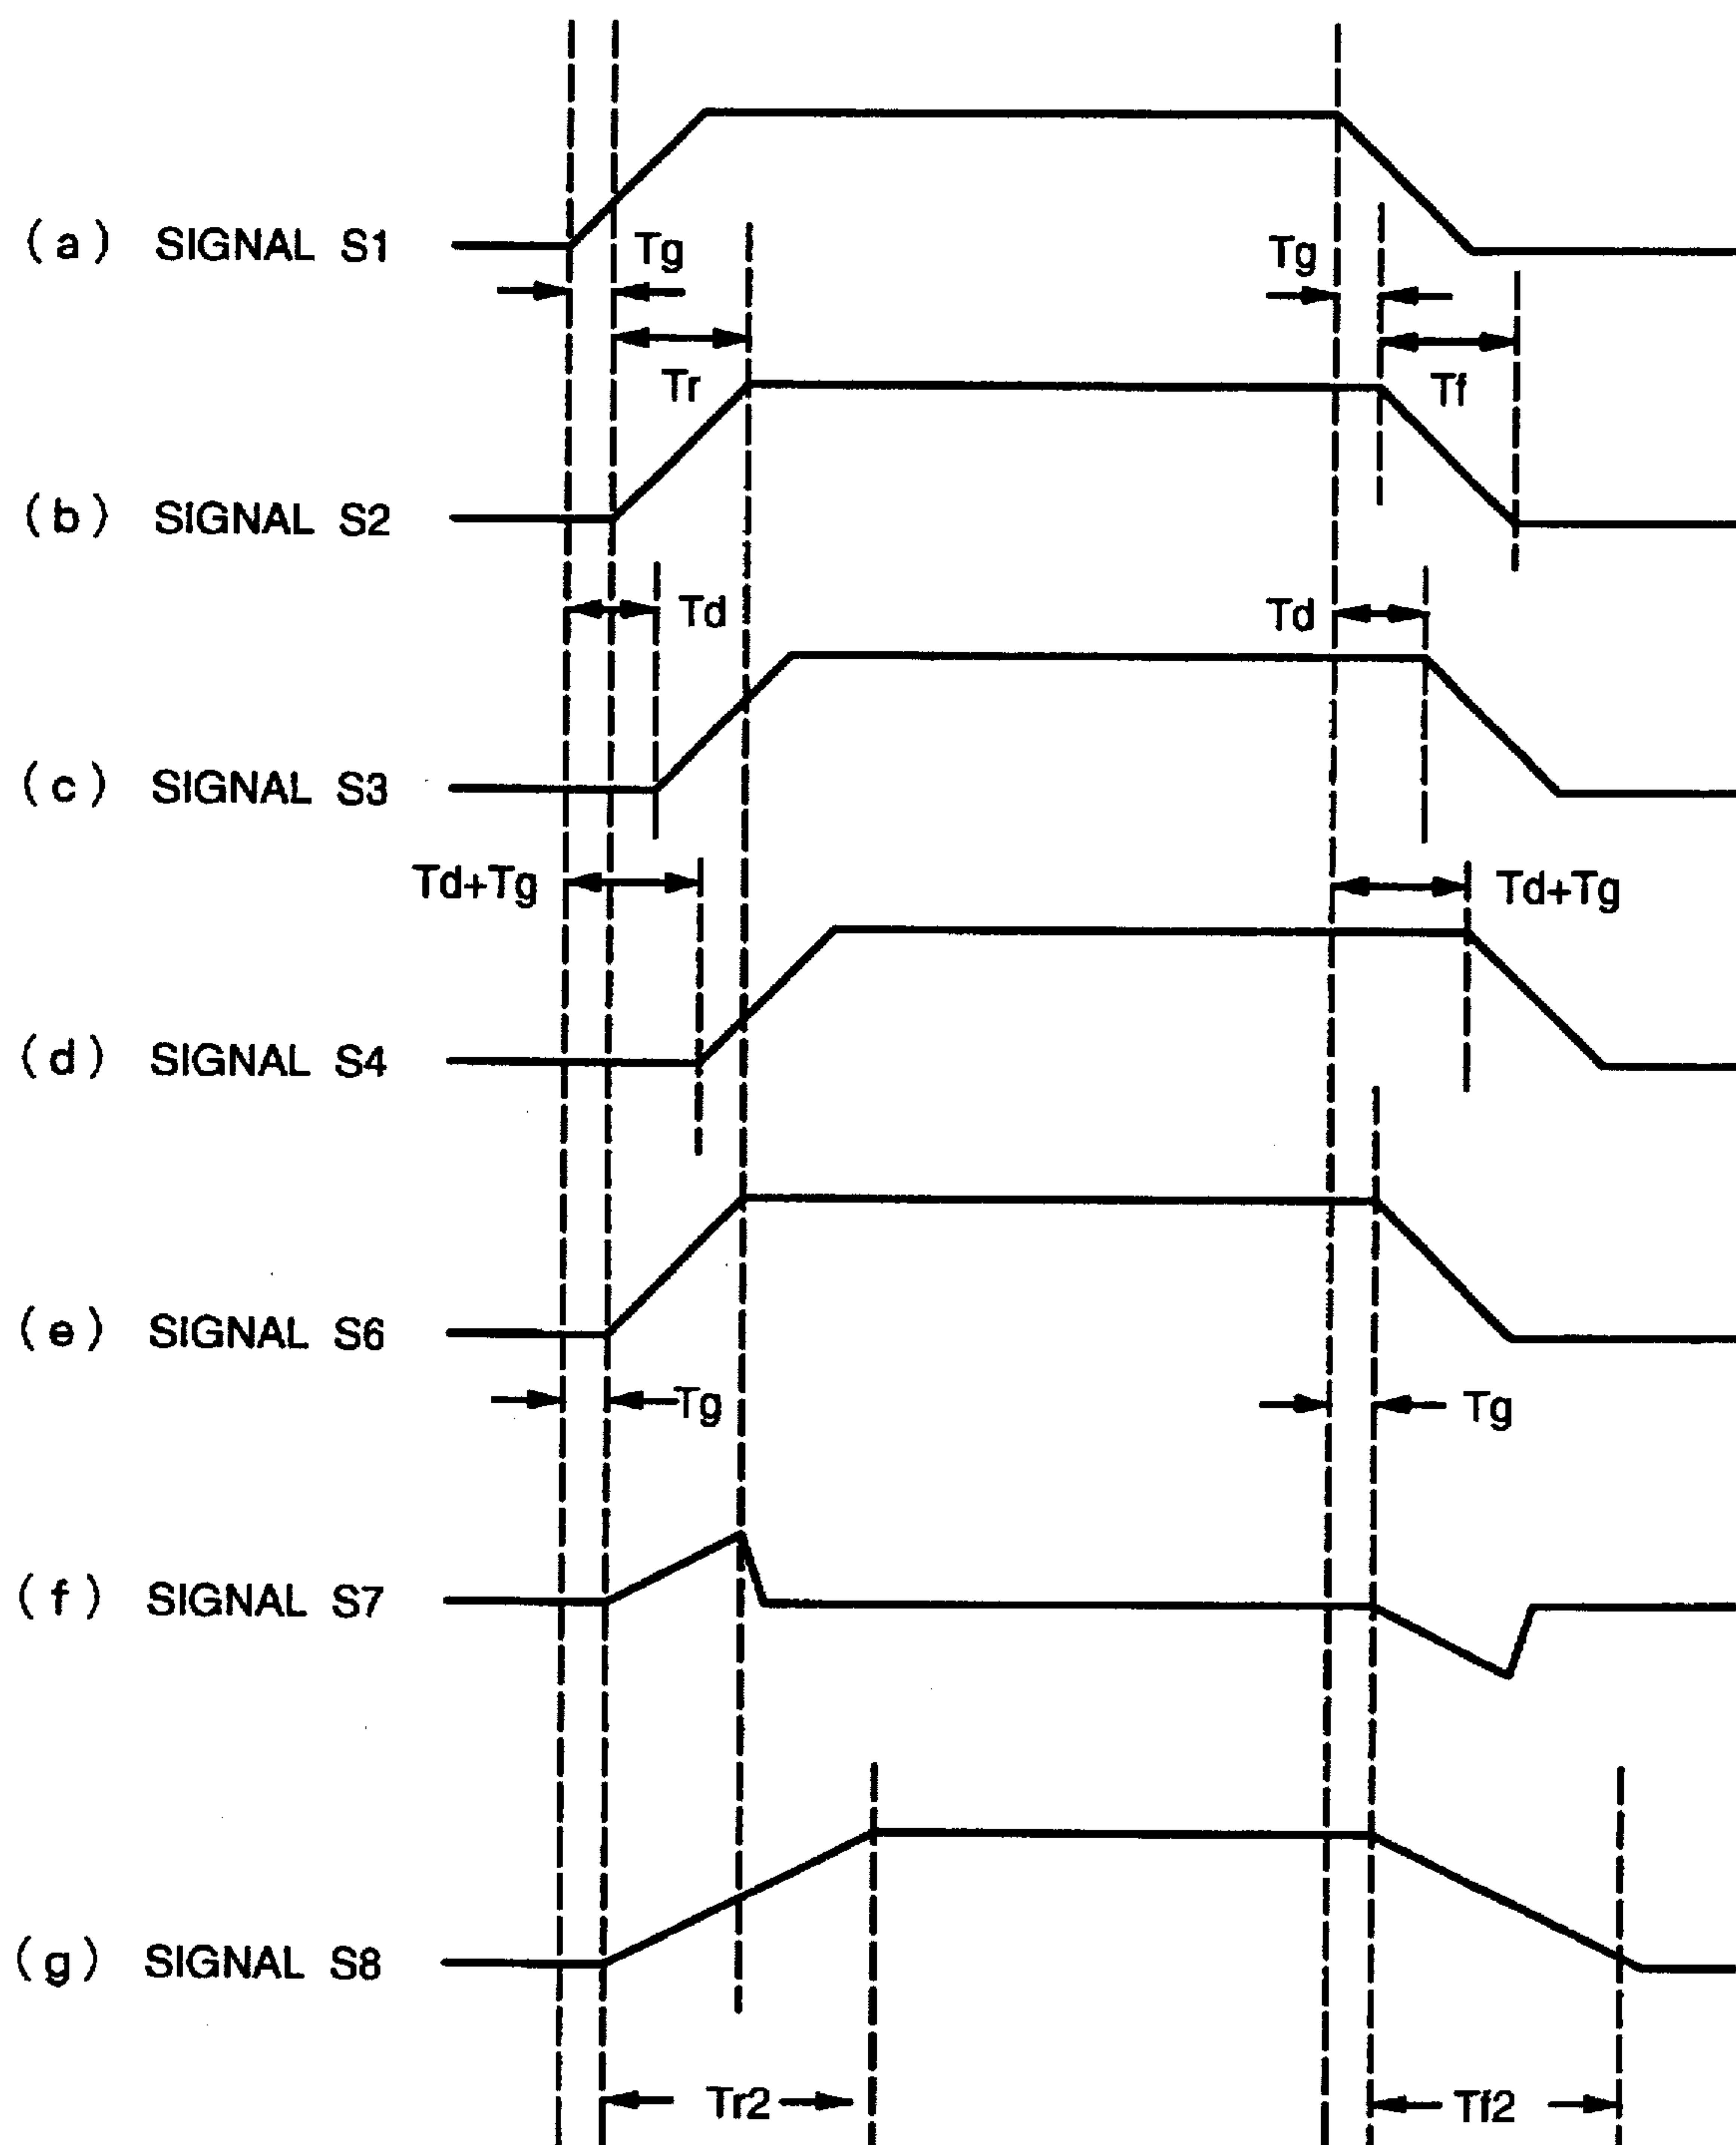 (a) SIGNAL S1
Tg
Tg
Tr
Tf
(b) SIGNAL S2
Td
Td
(c) SIGNAL S3
Td+Tg
Td+Tg
(d) SIGNAL S4
(e) SIGNAL S6
Tg
Tg
(f) SIGNAL S7
(g) SIGNAL S8
Tr2
Tf2